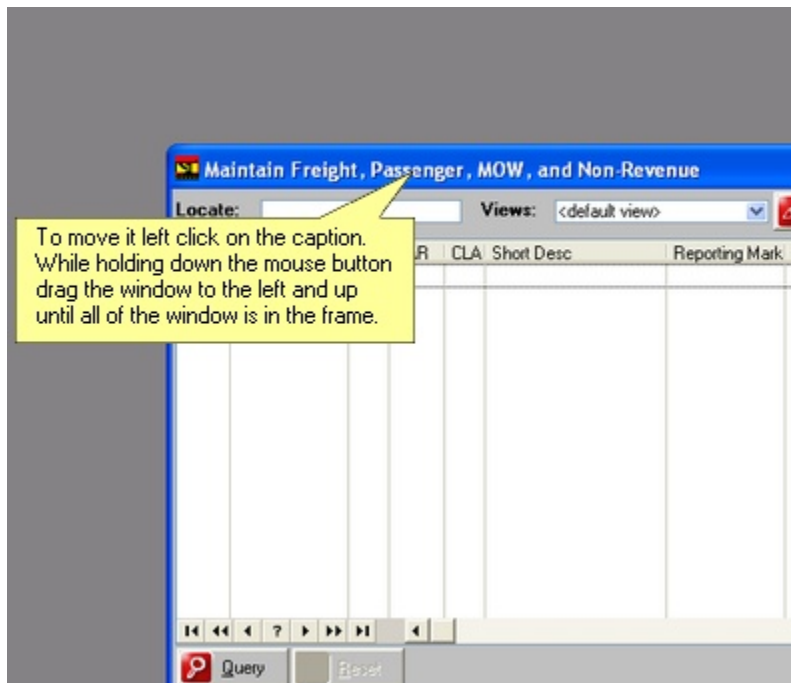 Maintain Freight, Passenger, MOW, and Non-Revenue
Locate: Views: <default view>
To move it left click on the caption.
While holding down the mouse button
drag the window to the left and up
until all of the window is in the frame.
CLA Short Desc Reporting Mark
?
Query Reset